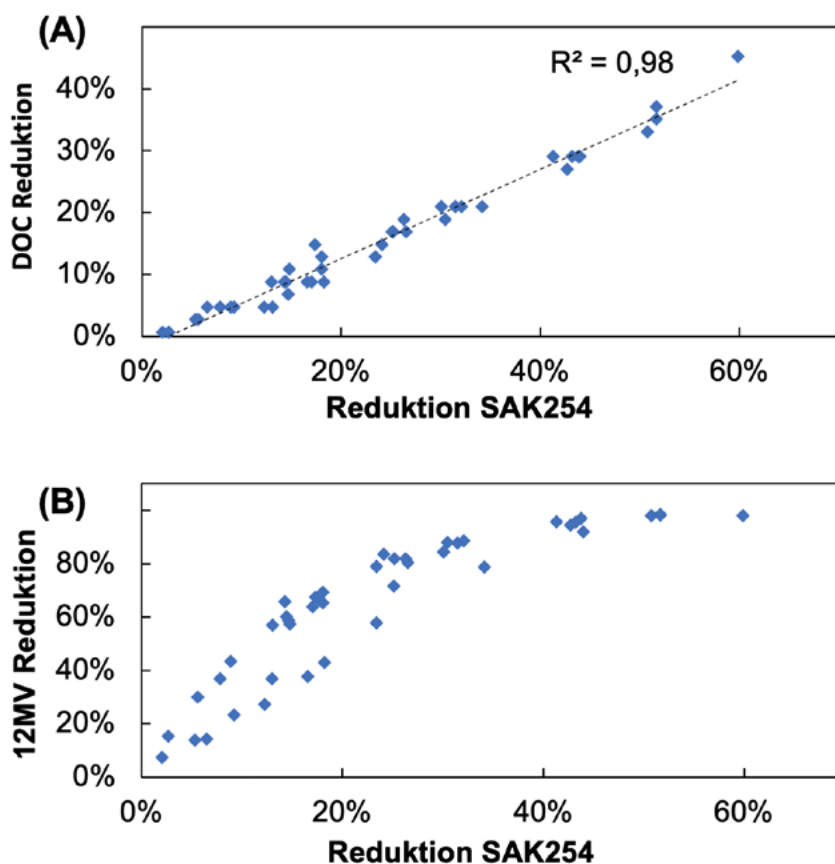 (A)
R² = 0,98
DOC Reduktion
40%
30%
20%
10%
0%
0% 20% 40% 60%
Reduktion SAK254
(B)
12MV Reduktion
80%
60%
40%
20%
0%
0% 20% 40% 60%
Reduktion SAK254